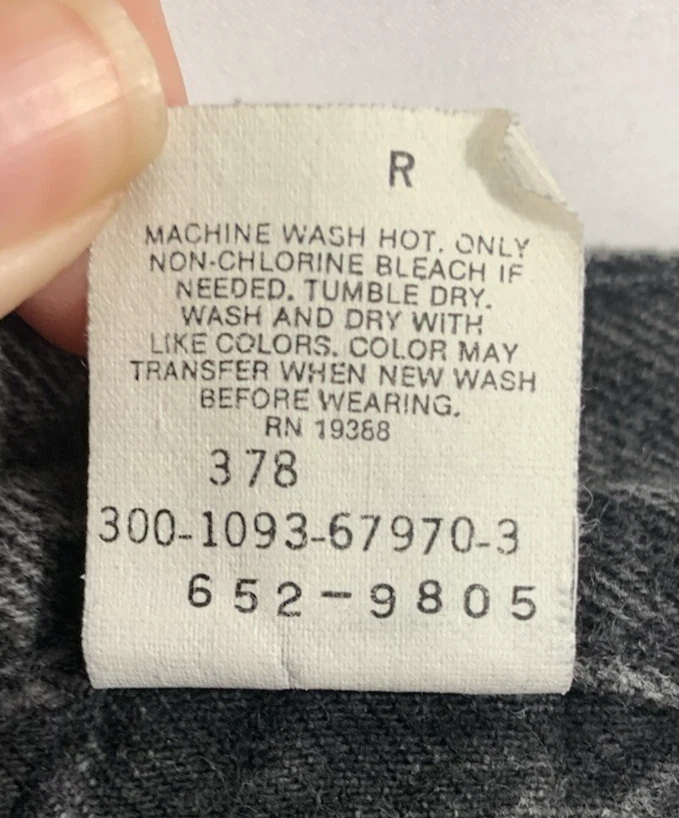 R
MACHINE WASH HOT. ONLY
NON-CHLORINE BLEACH IF
NEEDED. TUMBLE DRY.
WASH AND DRY WITH
LIKE COLORS. COLOR MAY
TRANSFER WHEN NEW WASH
BEFORE WEARING.
RN 19388
378
300-1093-67970-3
652-9805